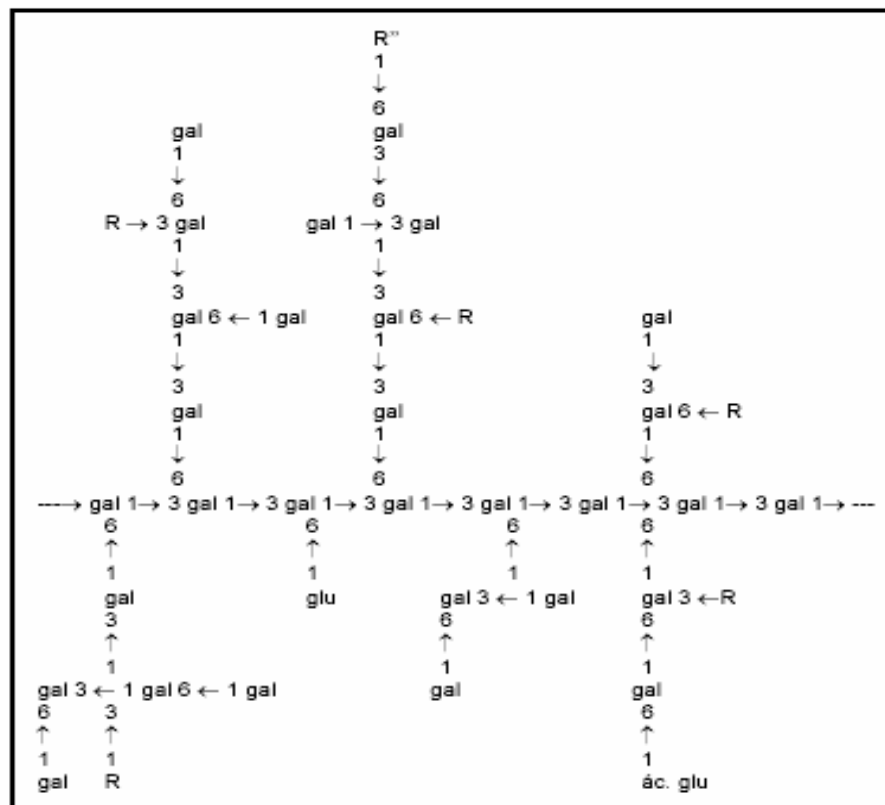 R"
1
↓
6
gal gal
1 3
↓ ↓
6 6
R → 3 gal gal 1 → 3 gal
1 1
↓ ↓
3 3
gal 6 ← 1 gal gal 6 ← R gal
1 1 1
↓ ↓ ↓
3 3 3
gal gal gal 6 ← R
1 1 1
↓ ↓ ↓
6 6 6
---→ gal 1→ 3 gal 1→ 3 gal 1→ 3 gal 1→ 3 gal 1→ 3 gal 1→ 3 gal 1→ 3 gal 1→ ---
6 6 6 6
↑ ↑ ↑ ↑
1 1 1 1
gal glu gal 3 ← 1 gal gal 3 ←R
3 6 6
↑ ↑ ↑
1 1 1
gal 3 ← 1 gal 6 ← 1 gal gal gal
6 3 6
↑ ↑ ↑
1 1 1
gal R ác. glu